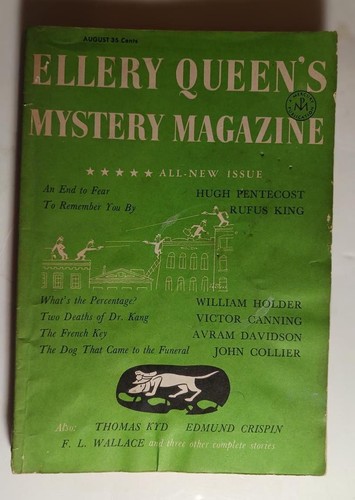 AUGUST 35 Cents
ELLERY QUEEN'S
MYSTERY MAGAZINE
★ ★ ★ ★ ★ ALL-NEW ISSUE
An End to Fear HUGH PENTECOST
To Remember You By RUFUS KING
What's the Percentage? WILLIAM HOLDER
Two Deaths of Dr. Kang VICTOR CANNING
The French Key AVRAM DAVIDSON
The Dog That Came to the Funeral JOHN COLLIER
Also: THOMAS KYD EDMUND CRISPIN
F. L. WALLACE and three other complete stories